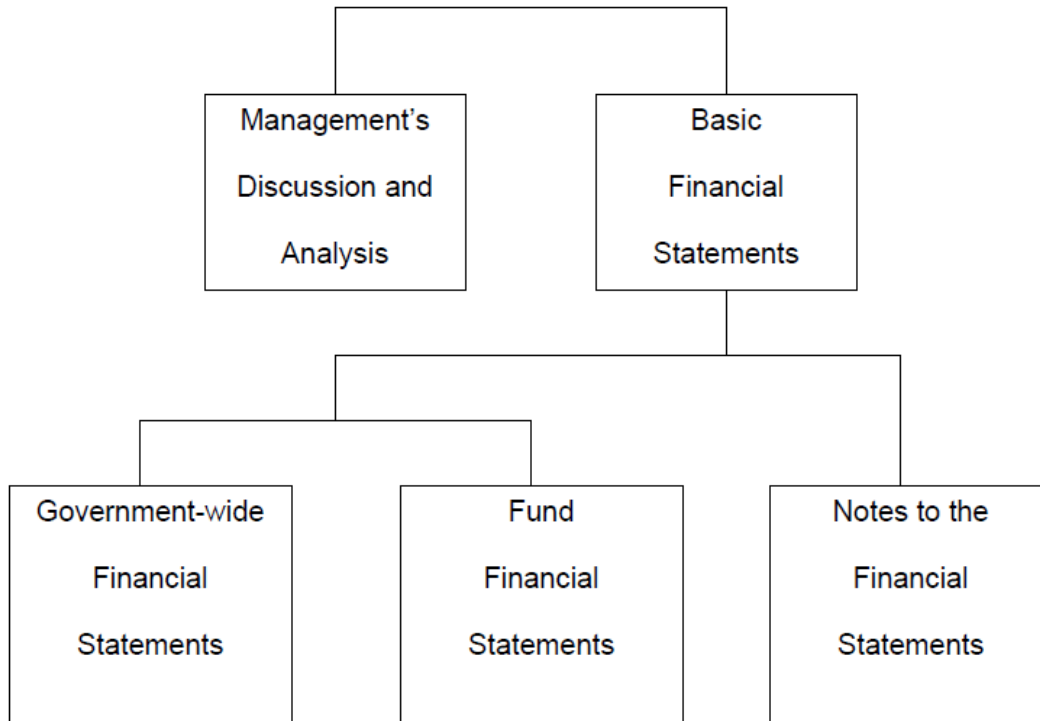 Management’s
Discussion and
Analysis
Basic
Financial
Statements
Government-wide
Financial
Statements
Fund
Financial
Statements
Notes to the
Financial
Statements